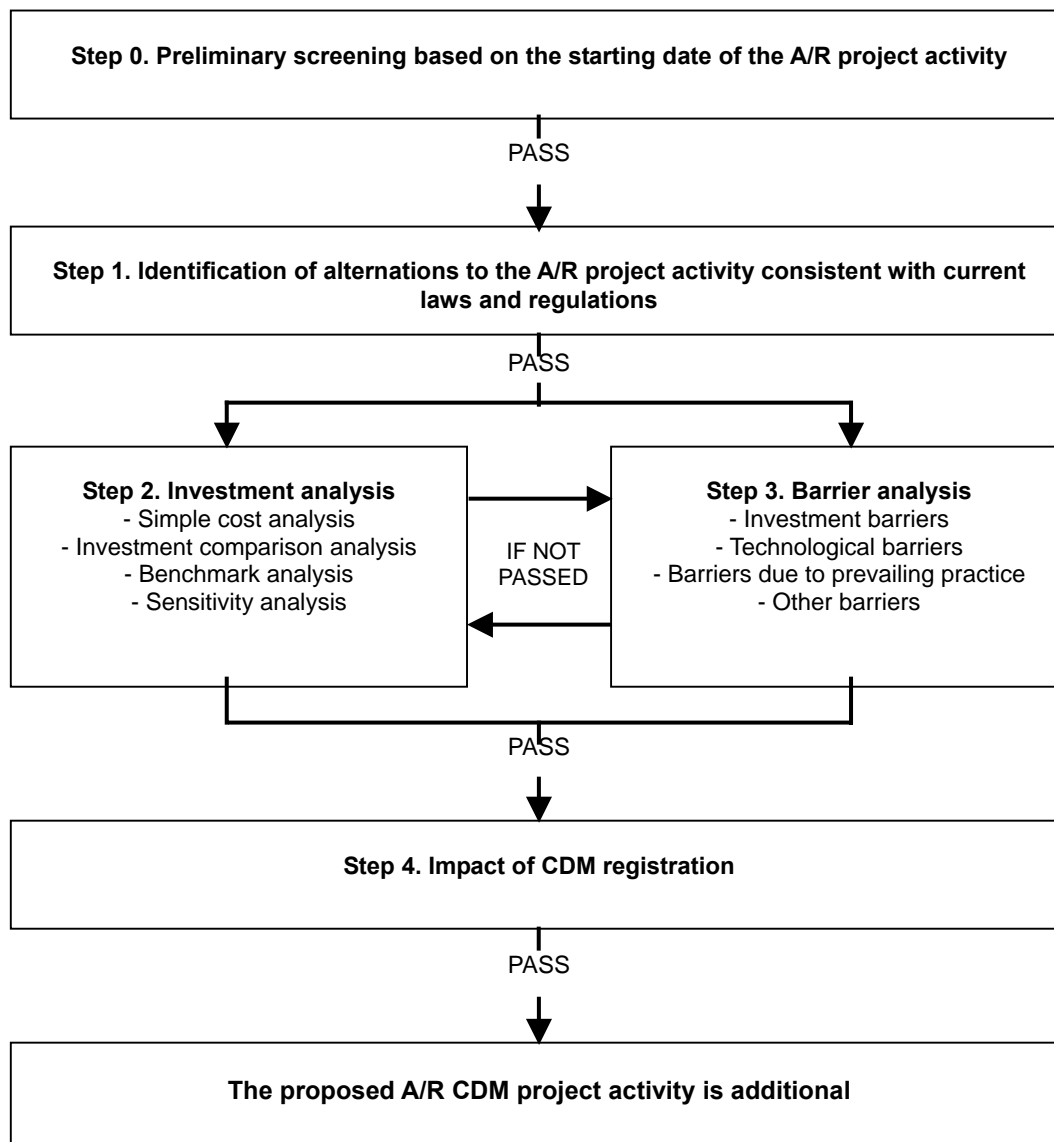 Step 0. Preliminary screening based on the starting date of the A/R project activity
PASS
Step 1. Identification of alternations to the A/R project activity consistent with current
laws and regulations
PASS
Step 2. Investment analysis
- Simple cost analysis
- Investment comparison analysis
- Benchmark analysis
- Sensitivity analysis
IF NOT
PASSED
Step 3. Barrier analysis
- Investment barriers
- Technological barriers
- Barriers due to prevailing practice
- Other barriers
PASS
Step 4. Impact of CDM registration
PASS
The proposed A/R CDM project activity is additional